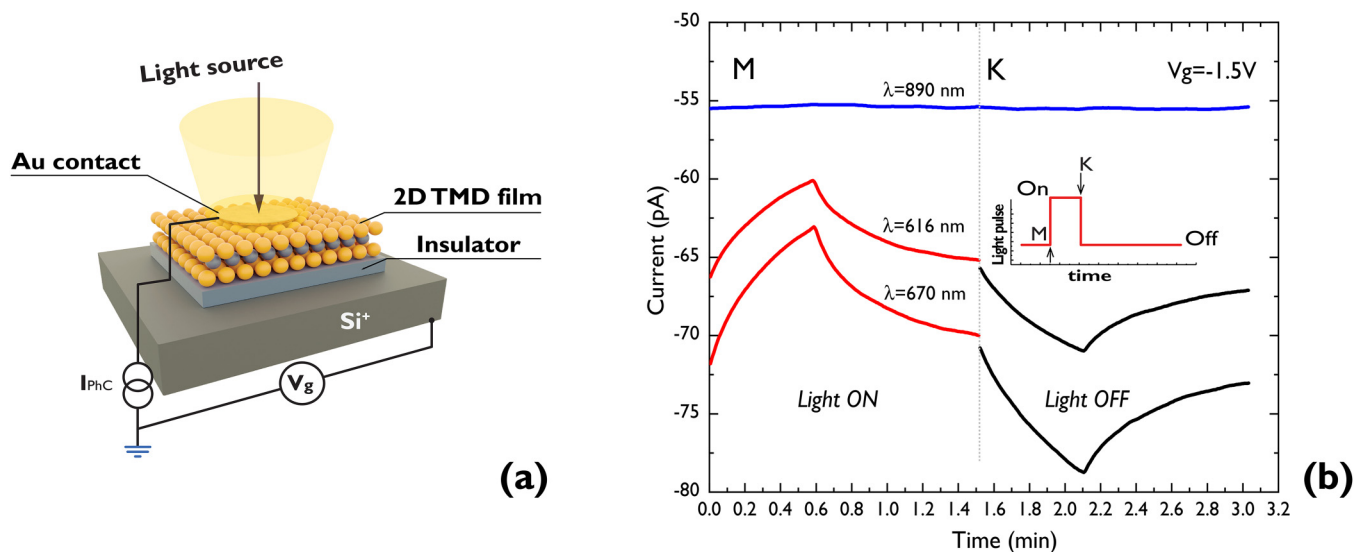 Light source
Au contact
2D TMD film
Insulator
Si⁺
IPhC
Vg
(a)
-50
-55
-60
-65
-70
-75
-80
Current (pA)
M
K
Vg=-1.5V
λ=890 nm
λ=616 nm
λ=670 nm
K
On
M
Off
Light pulse
time
Light ON
Light OFF
0.0 0.2 0.4 0.6 0.8 1.0 1.2 1.4 1.6 1.8 2.0 2.2 2.4 2.6 2.8 3.0 3.2
Time (min)
(b)